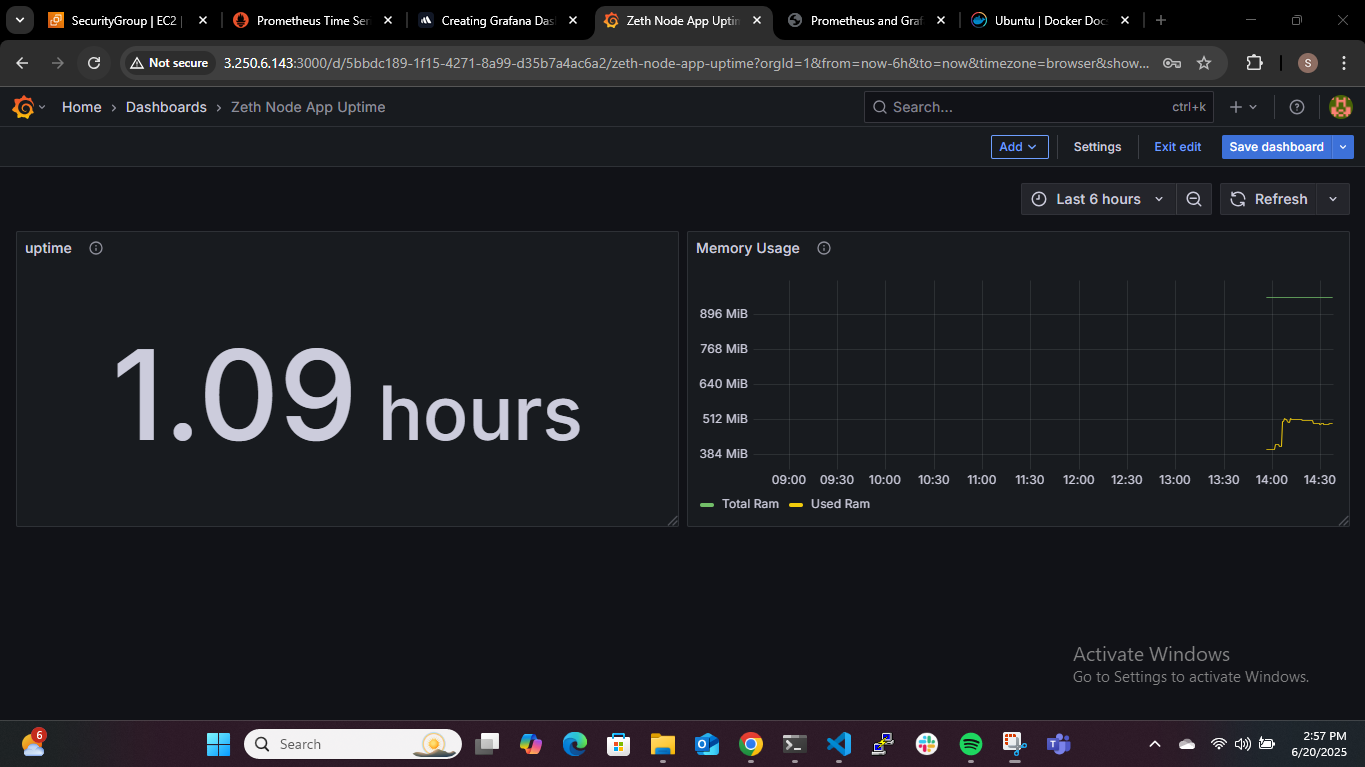 SecurityGroup | EC2 |
Prometheus Time Ser
Creating Grafana Das
Zeth Node App Uptim
Prometheus and Graf
Ubuntu | Docker Docs
Not secure
3.250.6.143:3000/d/5bbdc189-1f15-4271-8a99-d35b7a4ac6a2/zeth-node-app-uptime?orgId=1&from=now-6h&to=now&timezone=browser&show...
S
Home › Dashboards › Zeth Node App Uptime
Search...
ctrl+k
Add
Settings
Exit edit
Save dashboard
Last 6 hours
Refresh
uptime
1.09 hours
Memory Usage
896 MiB
768 MiB
640 MiB
512 MiB
384 MiB
09:00 09:30 10:00 10:30 11:00 11:30 12:00 12:30 13:00 13:30 14:00 14:30
Total Ram Used Ram
Activate Windows
Go to Settings to activate Windows.
6
Search
2:57 PM
6/20/2025